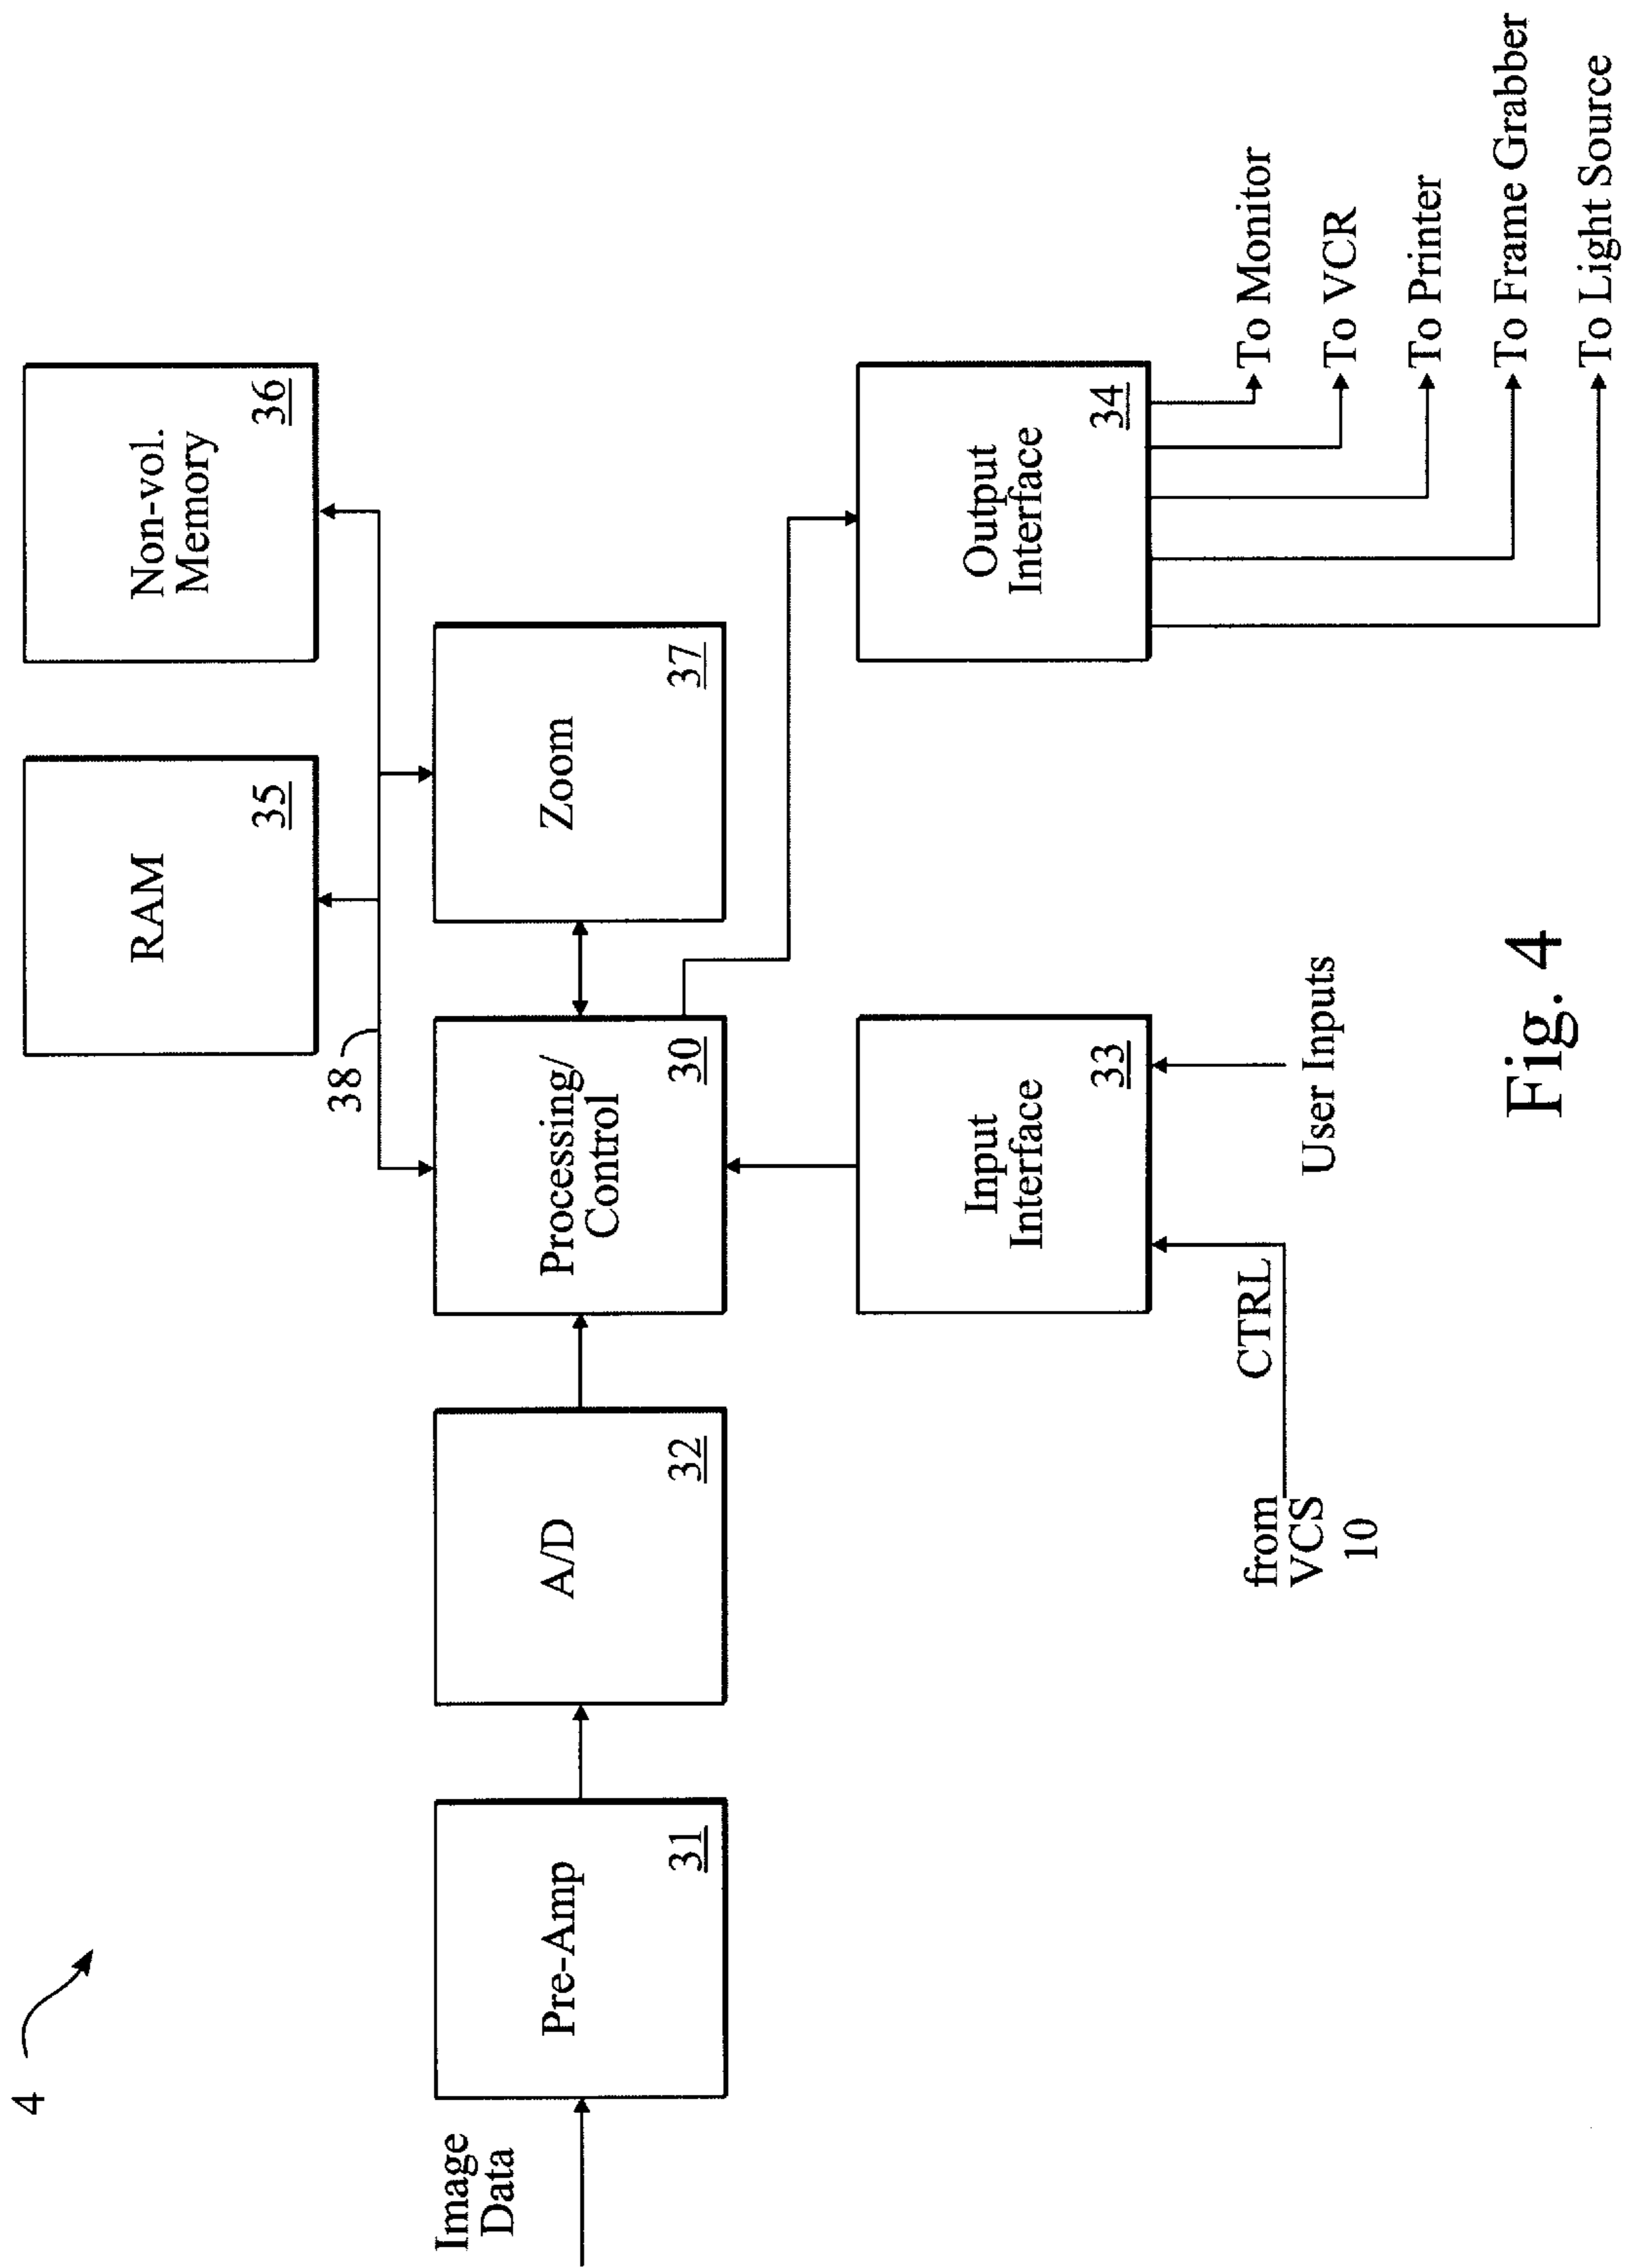 4
RAM
35
Non-vol.
Memory
36
38
Image
Data
Pre-Amp
31
A/D
32
Processing/
Control
30
Zoom
37
Input
Interface
33
Output
Interface
34
from
VCS
10
CTRL
User Inputs
To Monitor
To VCR
To Printer
To Frame Grabber
To Light Source
Fig. 4